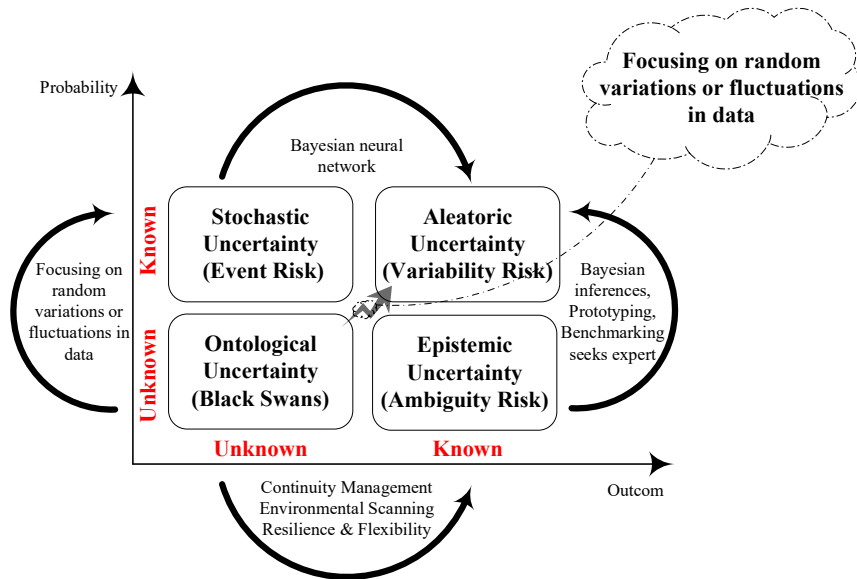 Focusing on random
variations or fluctuations
in data
Probability
Bayesian neural
network
Known
Stochastic
Uncertainty
(Event Risk)
Aleatoric
Uncertainty
(Variability Risk)
Focusing on
random
variations or
fluctuations in
data
Bayesian
inferences,
Prototyping,
Benchmarking
seeks expert
Unknown
Ontological
Uncertainty
(Black Swans)
Epistemic
Uncertainty
(Ambiguity Risk)
Unknown
Known
Continuity Management
Environmental Scanning
Resilience & Flexibility
Outcom